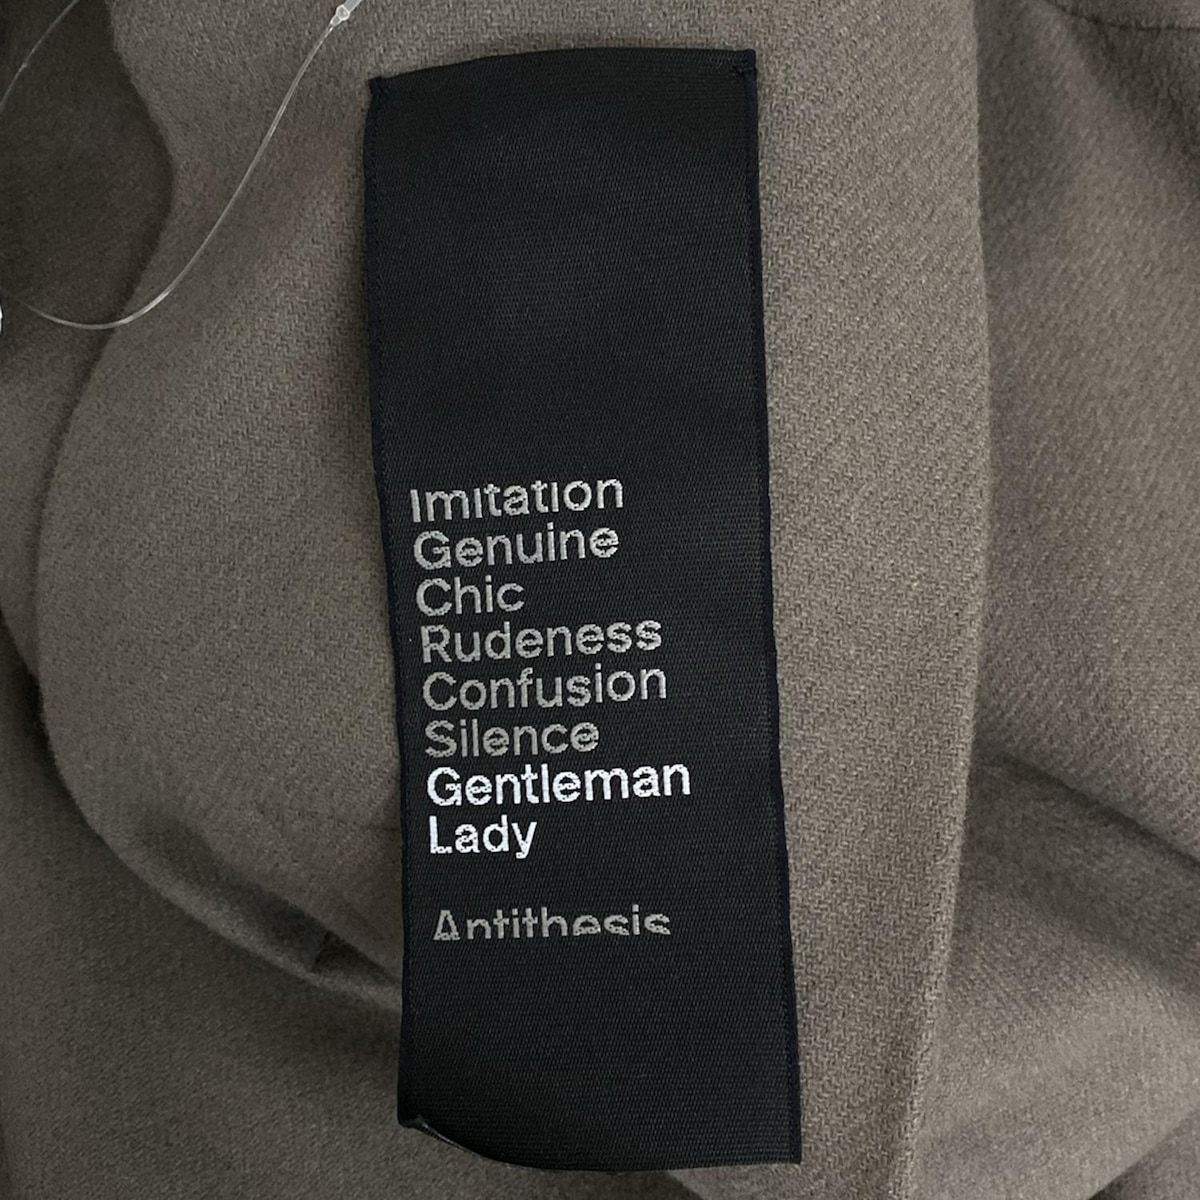 Imitation
Genuine
Chic
Rudeness
Confusion
Silence
Gentleman
Lady
Antithesis